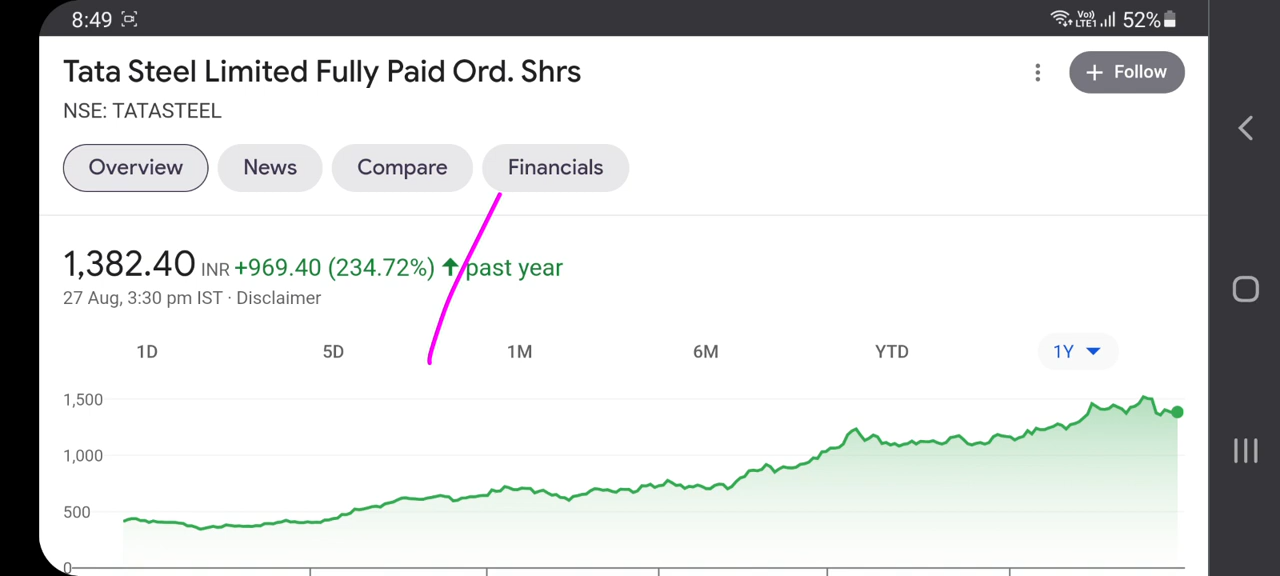 8:49 Vo)) LTE1 52%
Tata Steel Limited Fully Paid Ord. Shrs
+ Follow
NSE: TATASTEEL
Overview News Compare Financials
1,382.40 INR +969.40 (234.72%) ↑ past year
27 Aug, 3:30 pm IST · Disclaimer
1D 5D 1M 6M YTD 1Y
1,500
1,000
500
0